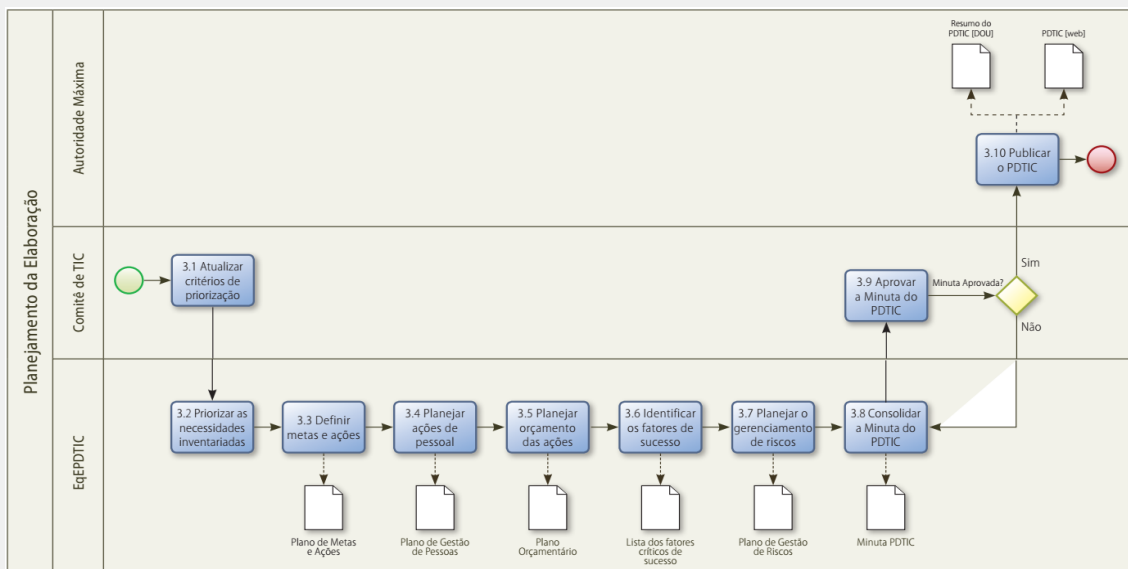 Planejamento da Elaboração
Autoridade Máxima
Resumo do
PDTIC [DOU]
PDTIC [web]
3.10 Publicar
o PDTIC
Comitê de TIC
3.1 Atualizar
critérios de
priorização
3.9 Aprovar
a Minuta do
PDTIC
Minuta Aprovada?
Sim
Não
EqEPDTIC
3.2 Priorizar as
necessidades
inventariadas
3.3 Definir
metas e ações
3.4 Planejar
ações de
pessoal
3.5 Planejar
orçamento
das ações
3.6 Identificar
os fatores de
sucesso
3.7 Planejar o
gerenciamento
de riscos
3.8 Consolidar
a Minuta do
PDTIC
Plano de Metas
e Ações
Plano de Gestão
de Pessoas
Plano
Orçamentário
Lista dos fatores
críticos de
sucesso
Plano de Gestão
de Riscos
Minuta PDTIC